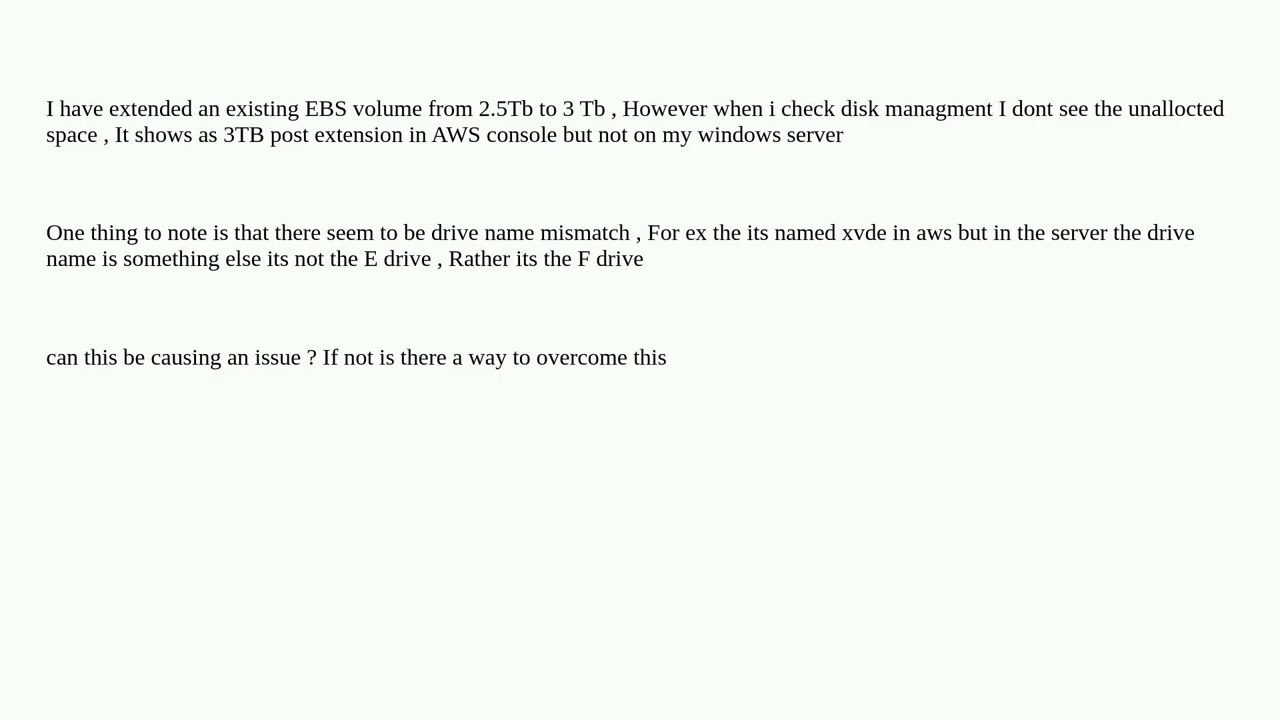 I have extended an existing EBS volume from 2.5Tb to 3 Tb , However when i check disk managment I dont see the unallocted
space , It shows as 3TB post extension in AWS console but not on my windows server
One thing to note is that there seem to be drive name mismatch , For ex the its named xvde in aws but in the server the drive
name is something else its not the E drive , Rather its the F drive
can this be causing an issue ? If not is there a way to overcome this